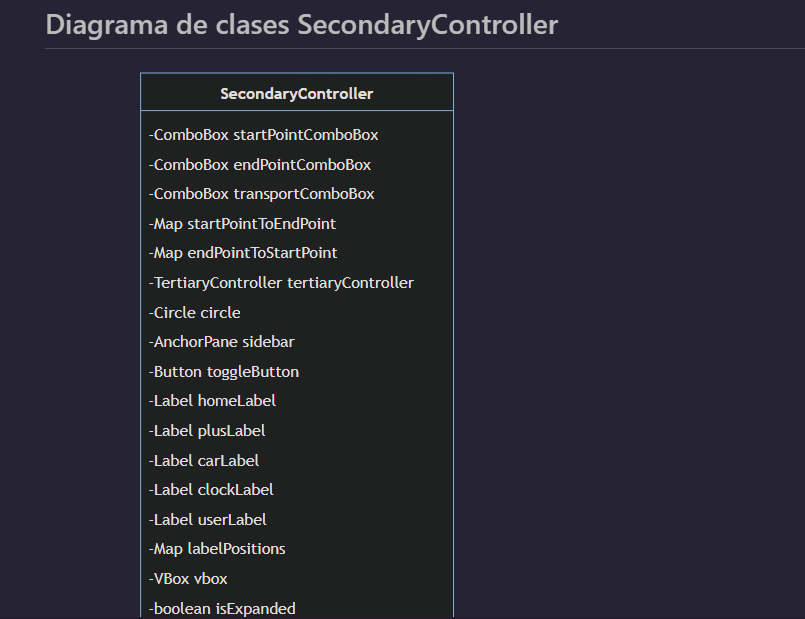 Diagrama de clases SecondaryController
SecondaryController
-ComboBox startPointComboBox
-ComboBox endPointComboBox
-ComboBox transportComboBox
-Map startPointToEndPoint
-Map endPointToStartPoint
-TertiaryController tertiaryController
-Circle circle
-AnchorPane sidebar
-Button toggleButton
-Label homeLabel
-Label plusLabel
-Label carLabel
-Label clockLabel
-Label userLabel
-Map labelPositions
-VBox vbox
-boolean isExpanded